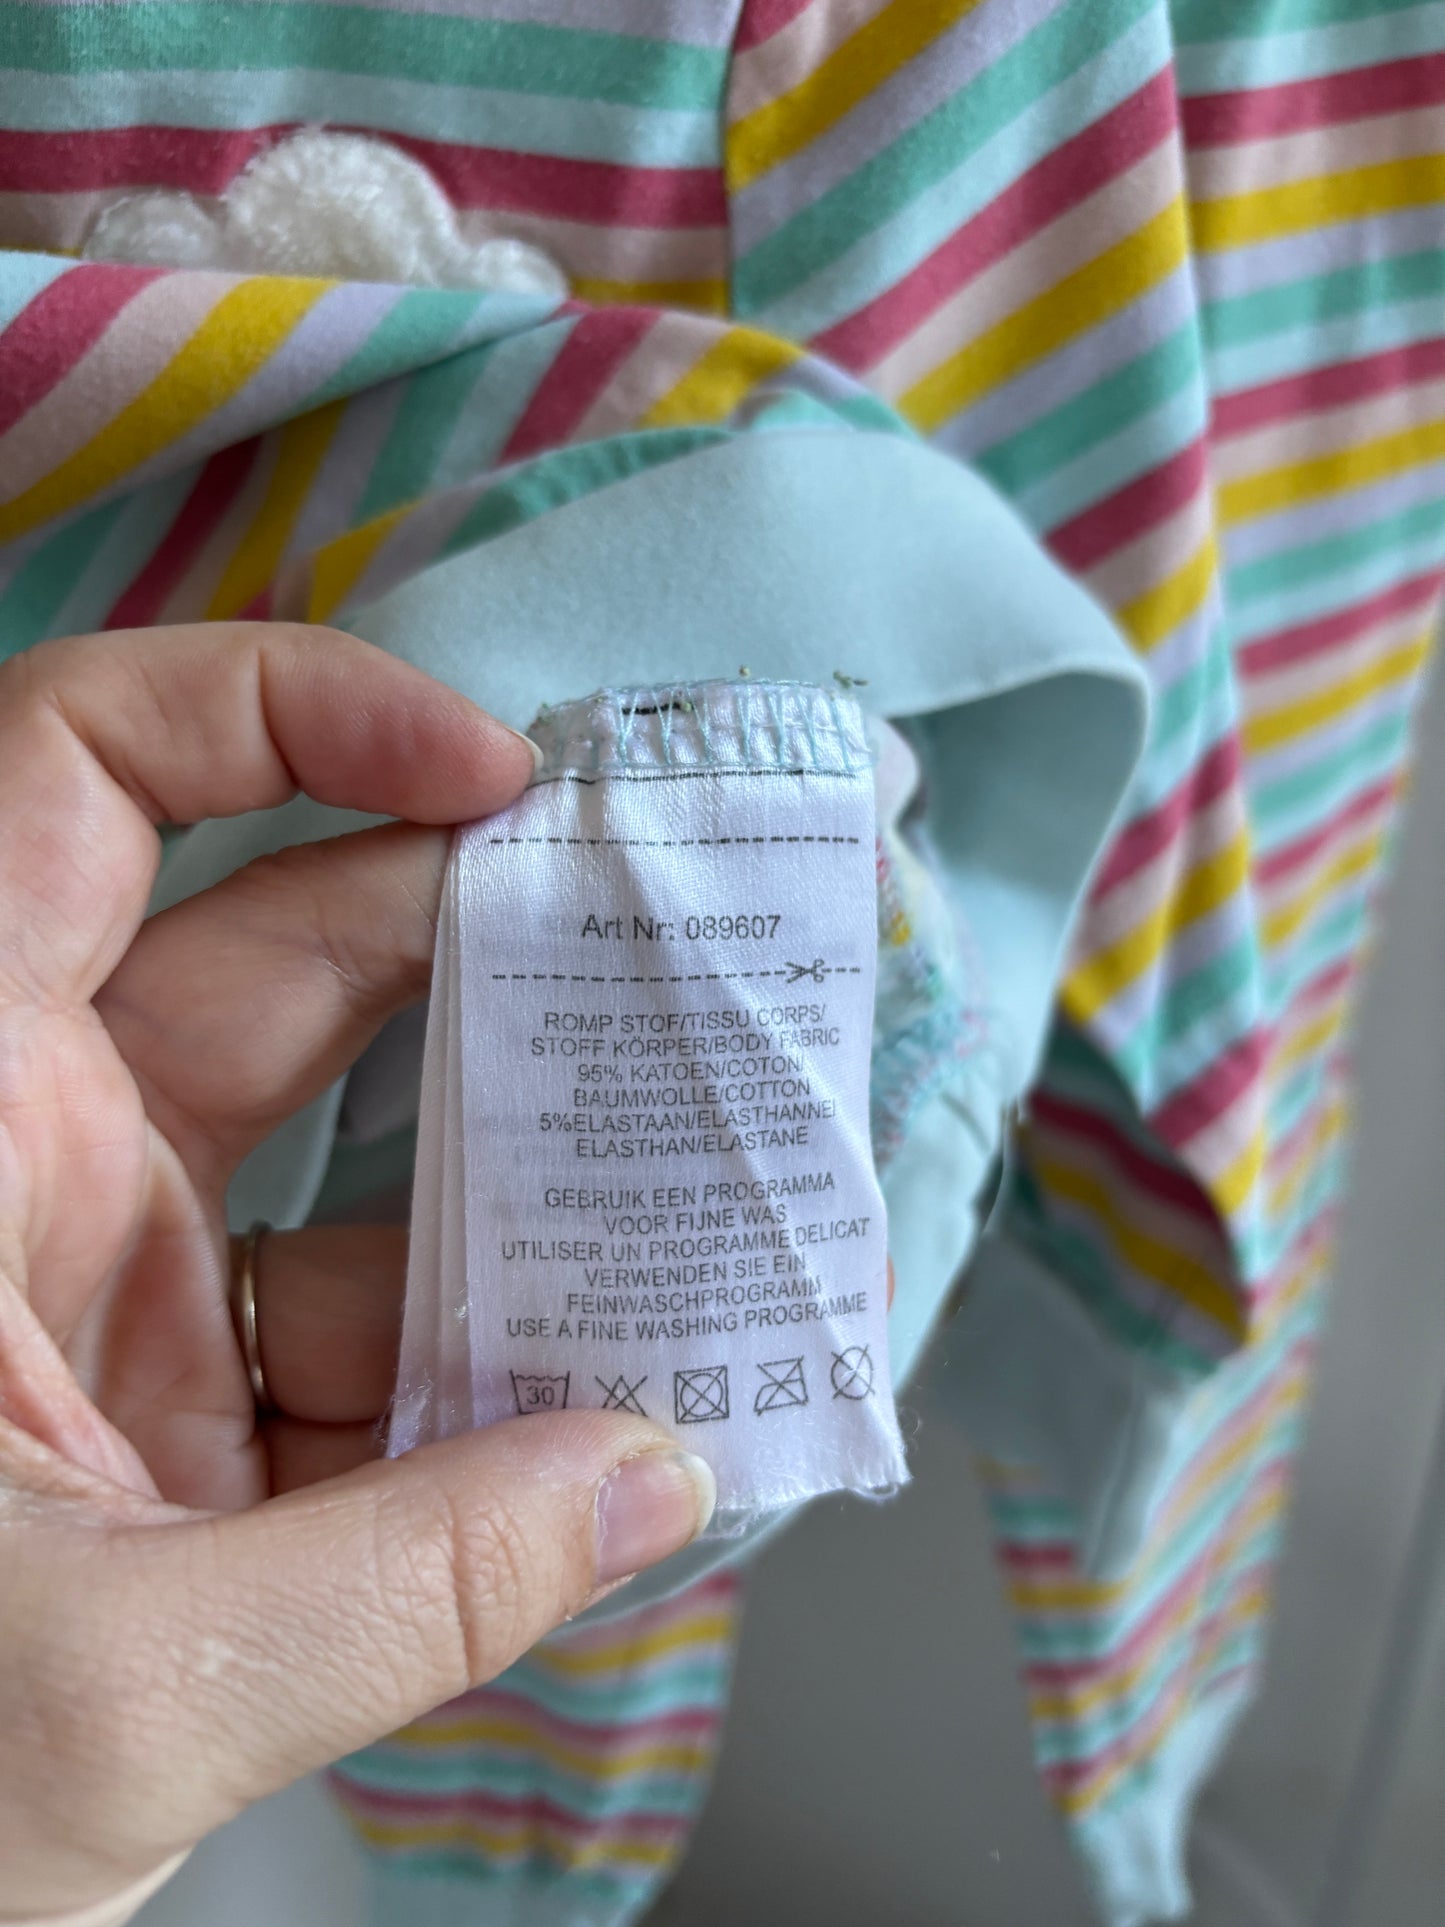 Art Nr: 089607
ROMP STOF/TISSU CORPS/
STOFF KÖRPER/BODY FABRIC
95% KATOEN/COTON/
BAUMWOLLE/COTTON
5%ELASTAAN/ELASTHANNE/
ELASTHAN/ELASTANE
GEBRUIK EEN PROGRAMMA
VOOR FIJNE WAS
UTILISER UN PROGRAMME DELICAT
VERWENDEN SIE EIN
FEINWASCHPROGRAMM
USE A FINE WASHING PROGRAMME
30